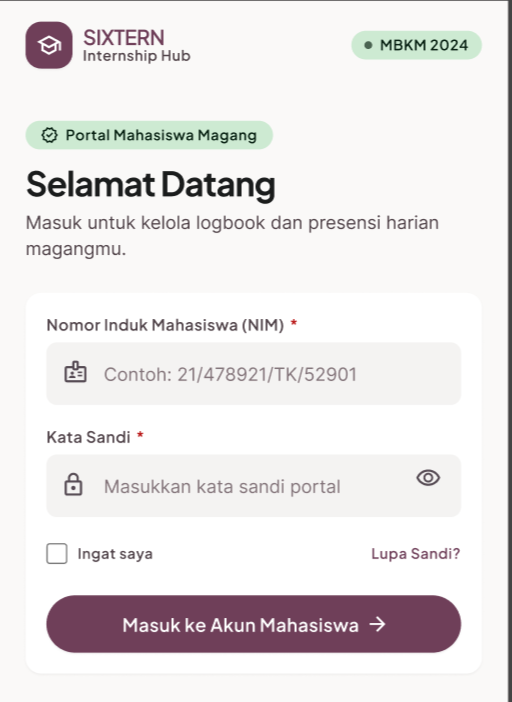 SIXTERN
Internship Hub
MBKM 2024
Portal Mahasiswa Magang
Selamat Datang
Masuk untuk kelola logbook dan presensi harian
magangmu.
Nomor Induk Mahasiswa (NIM) *
Contoh: 21/478921/TK/52901
Kata Sandi *
Masukkan kata sandi portal
Ingat saya
Lupa Sandi?
Masuk ke Akun Mahasiswa →